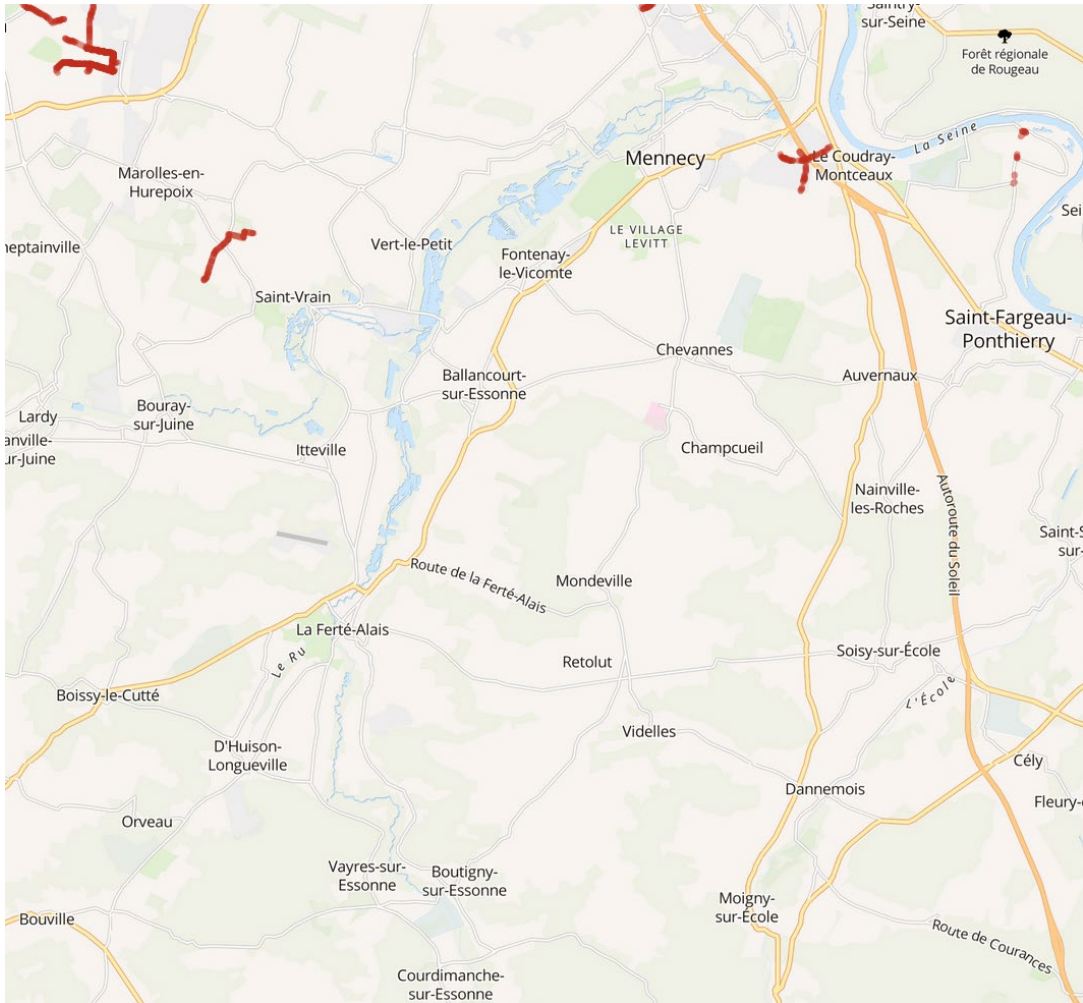 Saintry-
sur-Seine
Forêt régionale
de Rougeau
La Seine
Mennecy
Le Coudray-
Montceaux
Marolles-en-
Hurepoix
LE VILLAGE
LEVITT
Vert-le-Petit
Fontenay-
le-Vicomte
Saint-Vrain
Saint-Fargeau-
Ponthierry
Chevannes
Ballancourt-
sur-Essonne
Auvernaux
Lardy
Bouray-
sur-Juine
Itteville
Champcueil
Nainville-
les-Roches
Autoroute du Soleil
Route de la Ferté-Alais
Mondeville
La Ferté-Alais
Le Ru
Retolut
Soisy-sur-École
L'École
Boissy-le-Cutté
Videlles
D'Huison-
Longueville
Cély
Dannemois
Orveau
Vayres-sur-
Essonne
Boutigny-
sur-Essonne
Moigny-
sur-École
Bouville
Route de Courances
Courdimanche-
sur-Essonne